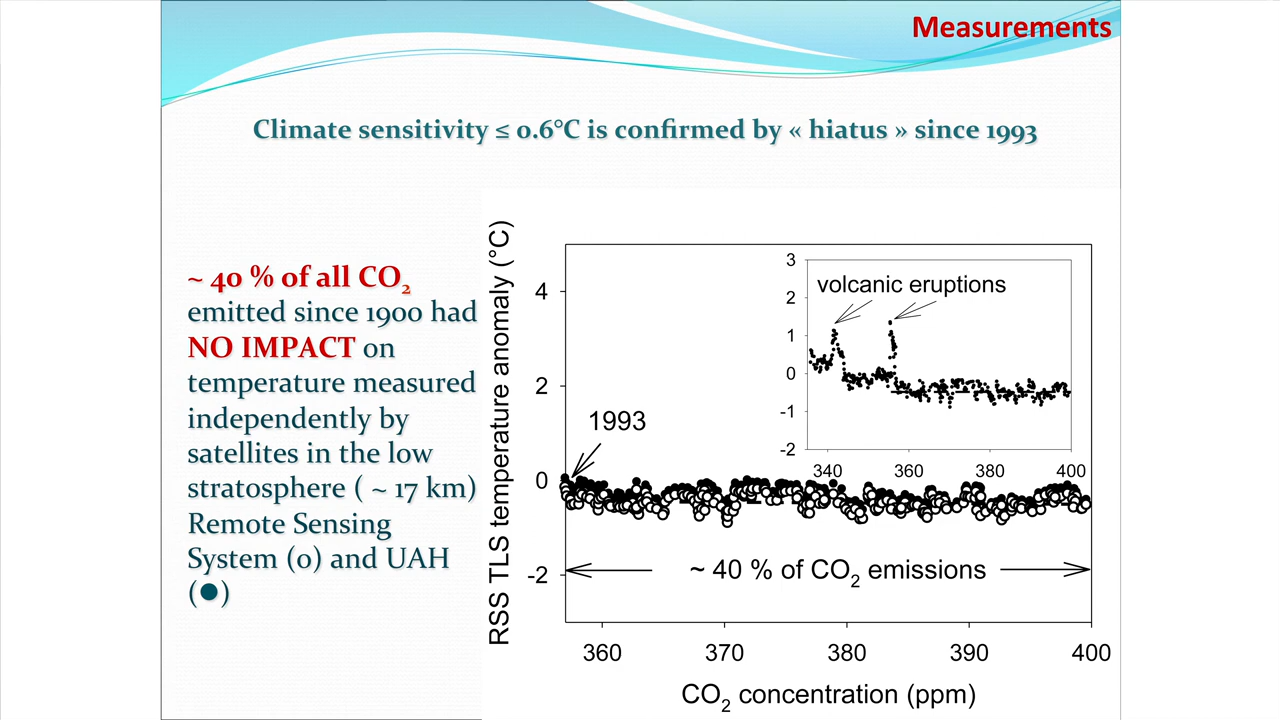 Measurements
Climate sensitivity ≤ 0.6°C is confirmed by « hiatus » since 1993
~ 40 % of all CO₂
emitted since 1900 had
NO IMPACT on
temperature measured
independently by
satellites in the low
stratosphere ( ~ 17 km)
Remote Sensing
System (o) and UAH
(●)
RSS TLS temperature anomaly (°C)
4
2
0
-2
1993
3
2
1
0
-1
-2
volcanic eruptions
340 360 380 400
~ 40 % of CO₂ emissions
360 370 380 390 400
CO₂ concentration (ppm)